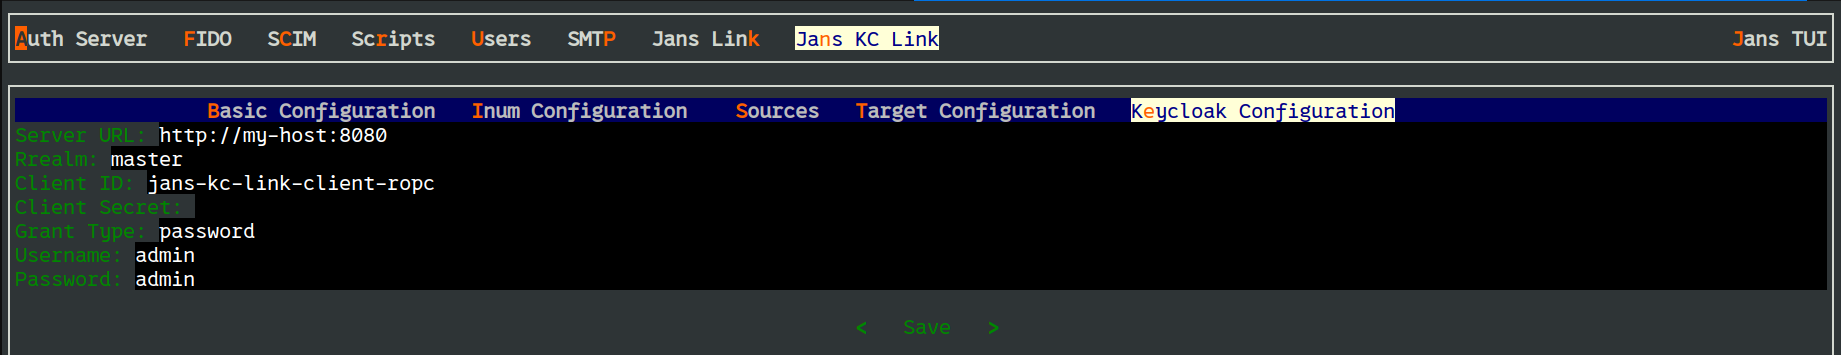 Auth Server FIDO SCIM Scripts Users SMTP Jans Link Jans KC Link Jans TUI
Basic Configuration Inum Configuration Sources Target Configuration Keycloak Configuration
Server URL: http://my-host:8080
Rrealm: master
Client ID: jans-kc-link-client-ropc
Client Secret:
Grant Type: password
Username: admin
Password: admin
< Save >